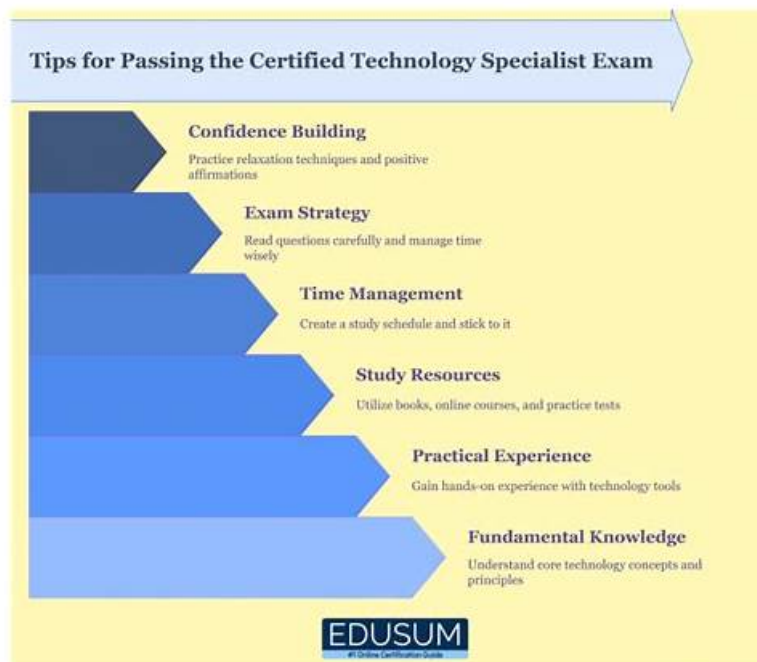 Tips for Passing the Certified Technology Specialist Exam
Confidence Building
Practice relaxation techniques and positive
affirmations
Exam Strategy
Read questions carefully and manage time
wisely
Time Management
Create a study schedule and stick to it
Study Resources
Utilize books, online courses, and practice tests
Practical Experience
Gain hands-on experience with technology tools
Fundamental Knowledge
Understand core technology concepts and
principles
EDUSUM
#1 Online Certification Guide